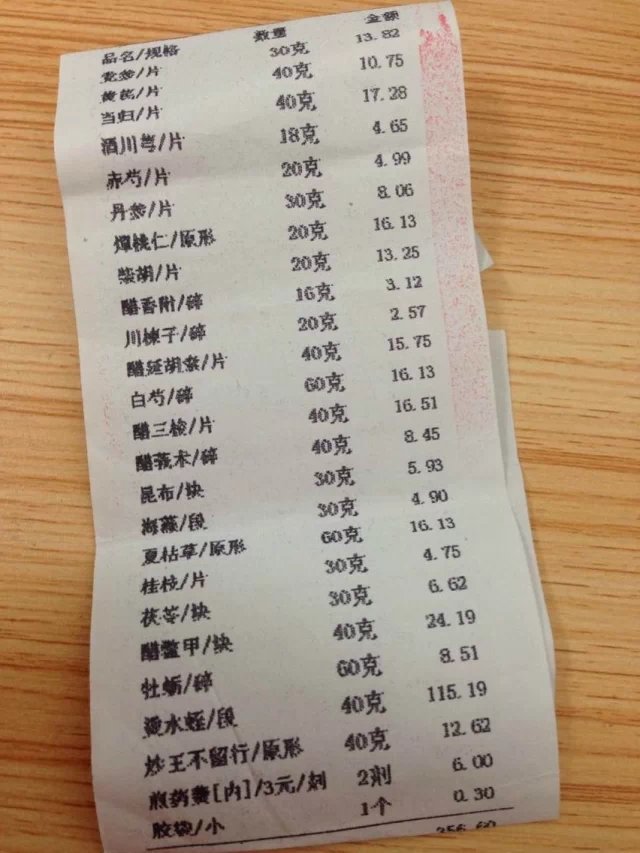 品名/规格 数量 金额
党参/片 30克 13.82
黄芪/片 40克 10.75
当归/片 40克 17.28
酒川芎/片 18克 4.65
赤芍/片 20克 4.99
丹参/片 30克 8.06
燀桃仁/原形 20克 16.13
柴胡/片 20克 13.25
醋香附/碎 16克 3.12
川楝子/碎 20克 2.57
醋延胡索/片 40克 15.75
白芍/碎 60克 16.13
醋三棱/片 40克 16.51
醋莪术/碎 40克 8.45
昆布/块 30克 5.93
海藻/段 30克 4.90
夏枯草/原形 60克 16.13
桂枝/片 30克 4.75
茯苓/块 30克 6.62
醋鳖甲/块 40克 24.19
牡蛎/碎 60克 8.51
烫水蛭/段 40克 115.19
炒王不留行/原形 40克 12.62
煎药费[内]/3元/剂 2剂 6.00
胶袋/小 1个 0.30